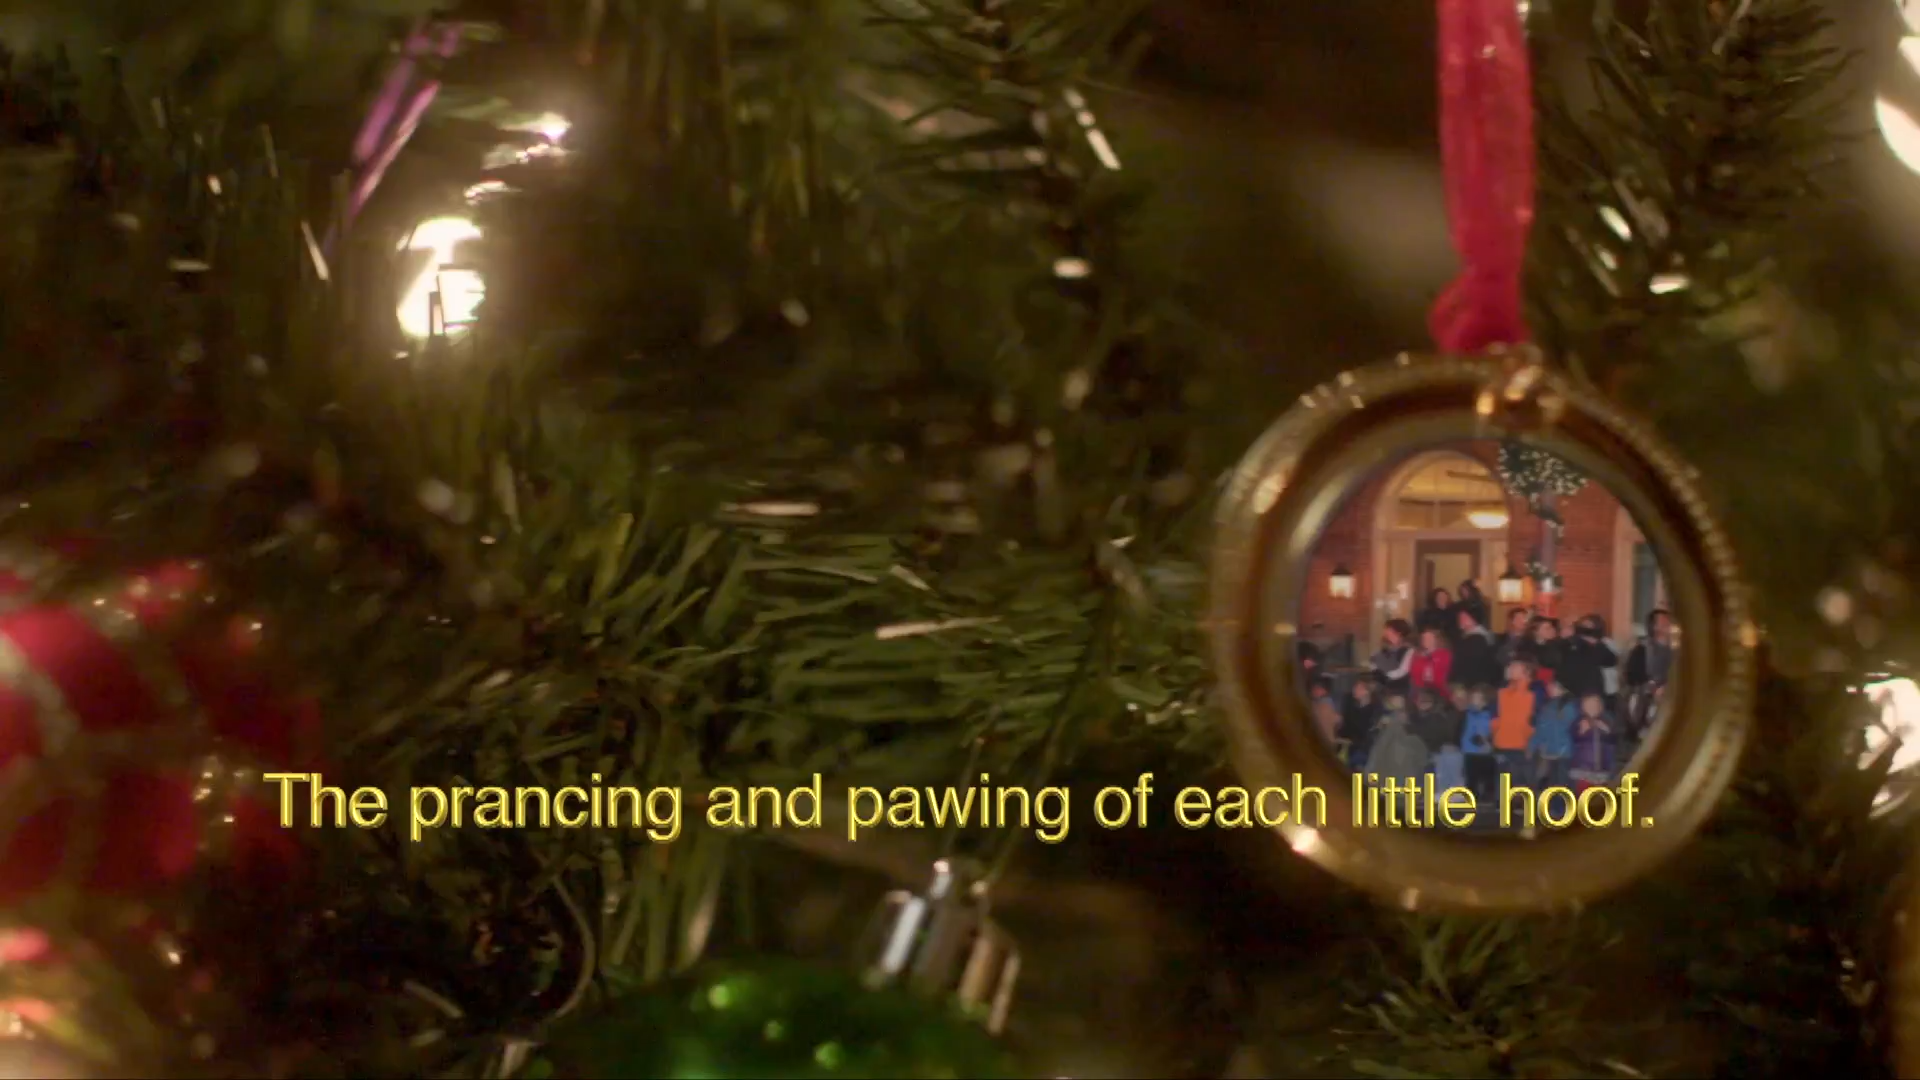 The prancing and pawing of each little hoof.